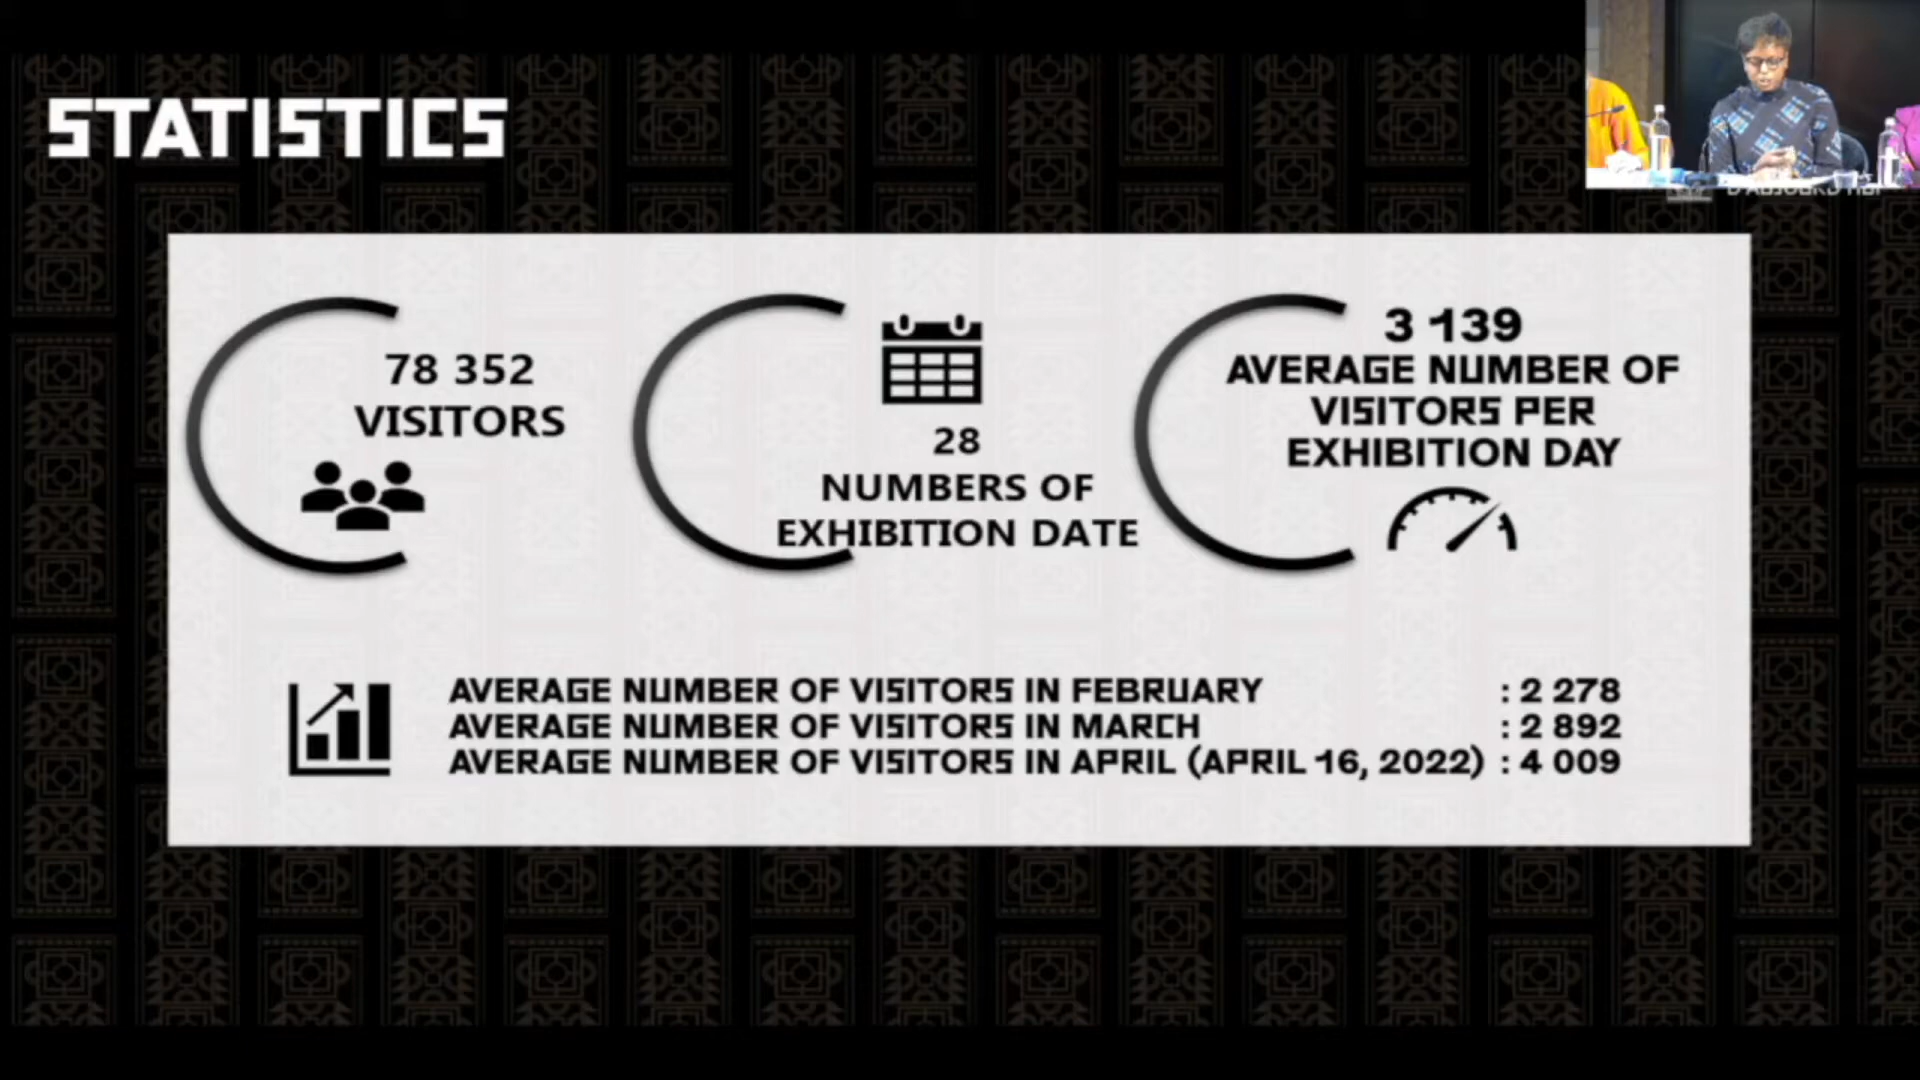 STATISTICS
78 352
VISITORS
28
NUMBERS OF
EXHIBITION DATE
3 139
AVERAGE NUMBER OF
VISITORS PER
EXHIBITION DAY
AVERAGE NUMBER OF VISITORS IN FEBRUARY : 2 278
AVERAGE NUMBER OF VISITORS IN MARCH : 2 892
AVERAGE NUMBER OF VISITORS IN APRIL (APRIL 16, 2022) : 4 009